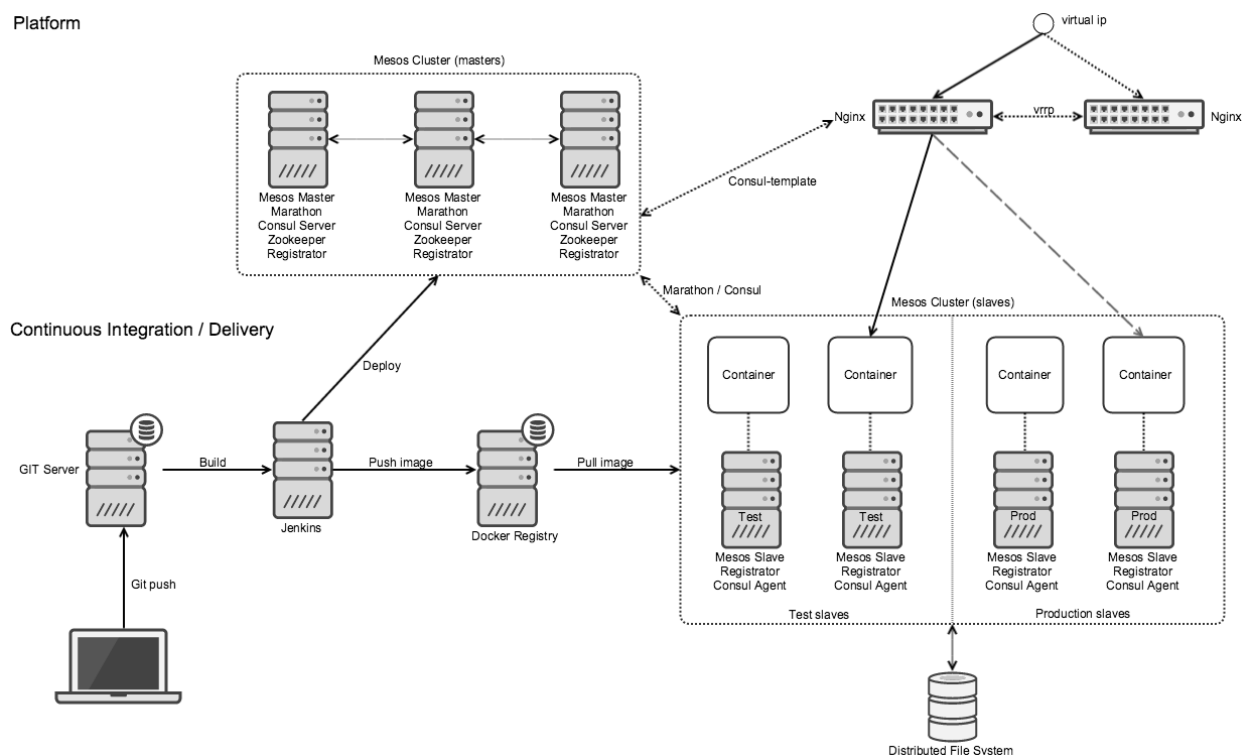 Platform
virtual ip
Mesos Cluster (masters)
Nginx
vrrp
Nginx
Consul-template
Mesos Master
Marathon
Consul Server
Zookeeper
Registrator
Mesos Master
Marathon
Consul Server
Zookeeper
Registrator
Mesos Master
Marathon
Consul Server
Zookeeper
Registrator
Marathon / Consul
Mesos Cluster (slaves)
Continuous Integration / Delivery
Deploy
Container
Container
Container
Container
GIT Server
Build
Push image
Pull image
Jenkins
Docker Registry
Test
Test
Prod
Prod
Mesos Slave
Registrator
Consul Agent
Mesos Slave
Registrator
Consul Agent
Mesos Slave
Registrator
Consul Agent
Mesos Slave
Registrator
Consul Agent
Git push
Test slaves
Production slaves
Distributed File System